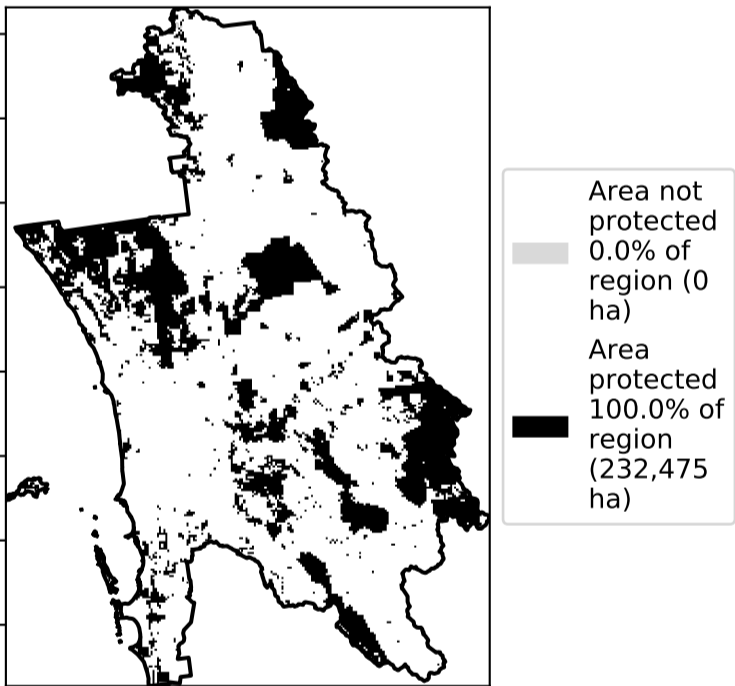 Area not
protected
0.0% of
region (0
ha)
Area
protected
100.0% of
region
(232,475
ha)